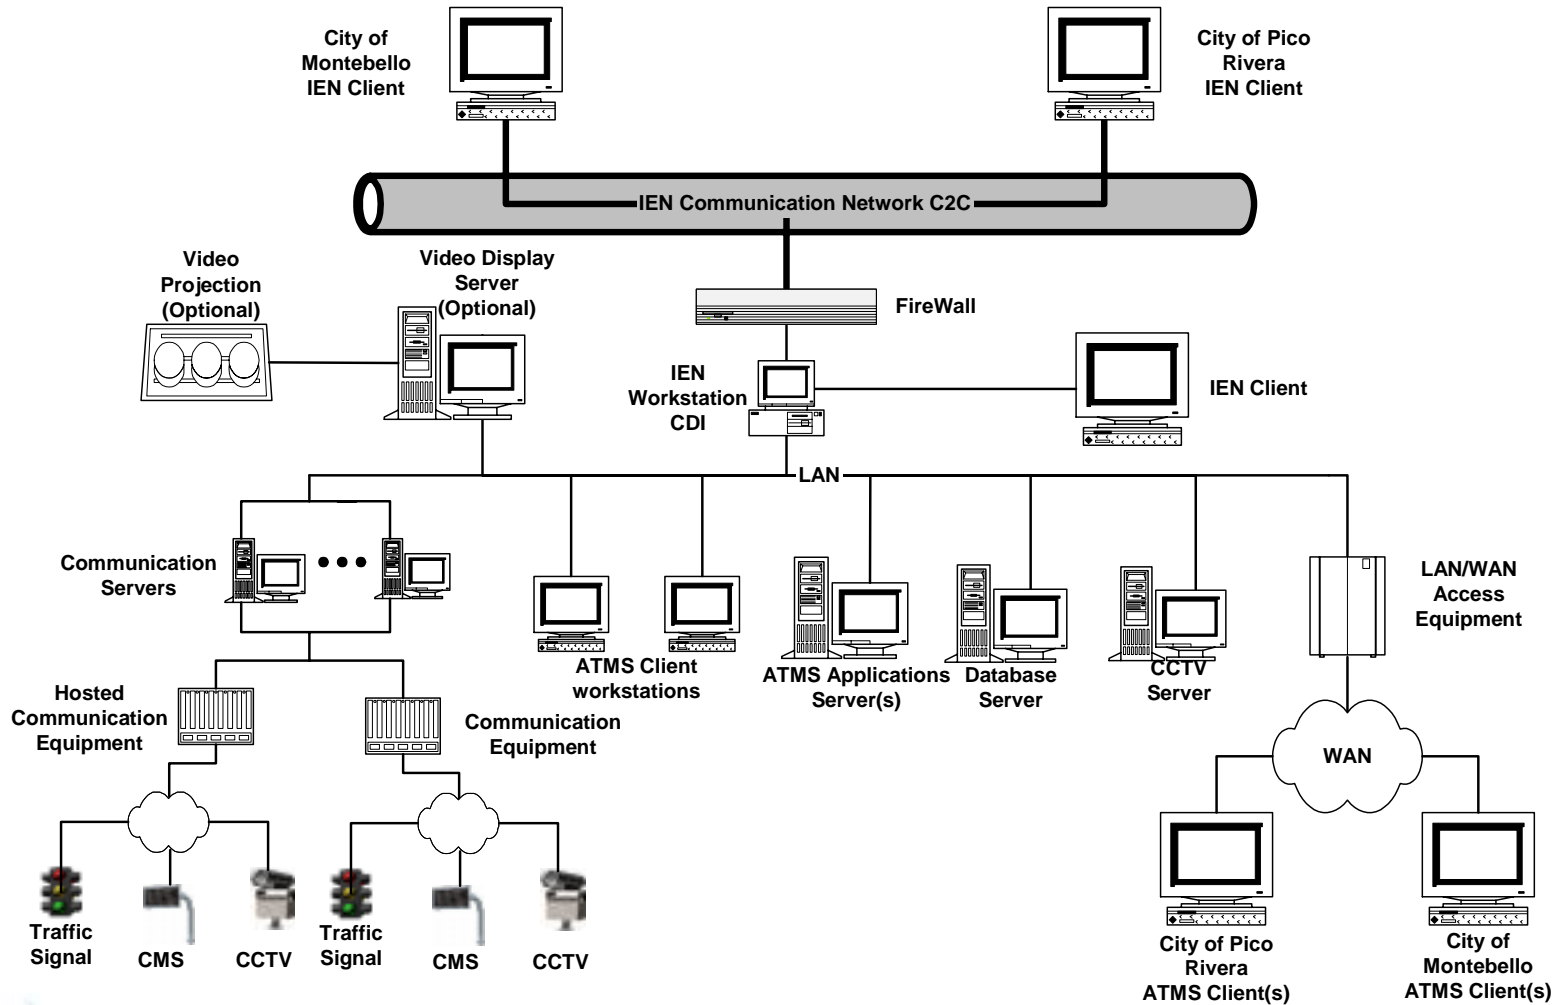 City of
Montebello
IEN Client
City of Pico
Rivera
IEN Client
IEN Communication Network C2C
Video
Projection
(Optional)
Video Display
Server
(Optional)
FireWall
IEN
Workstation
CDI
IEN Client
LAN
Communication
Servers
LAN/WAN
Access
Equipment
ATMS Client
workstations
ATMS Applications
Server(s)
Database
Server
CCTV
Server
Hosted
Communication
Equipment
Communication
Equipment
WAN
Traffic
Signal
CMS
CCTV
Traffic
Signal
CMS
CCTV
City of Pico
Rivera
ATMS Client(s)
City of
Montebello
ATMS Client(s)